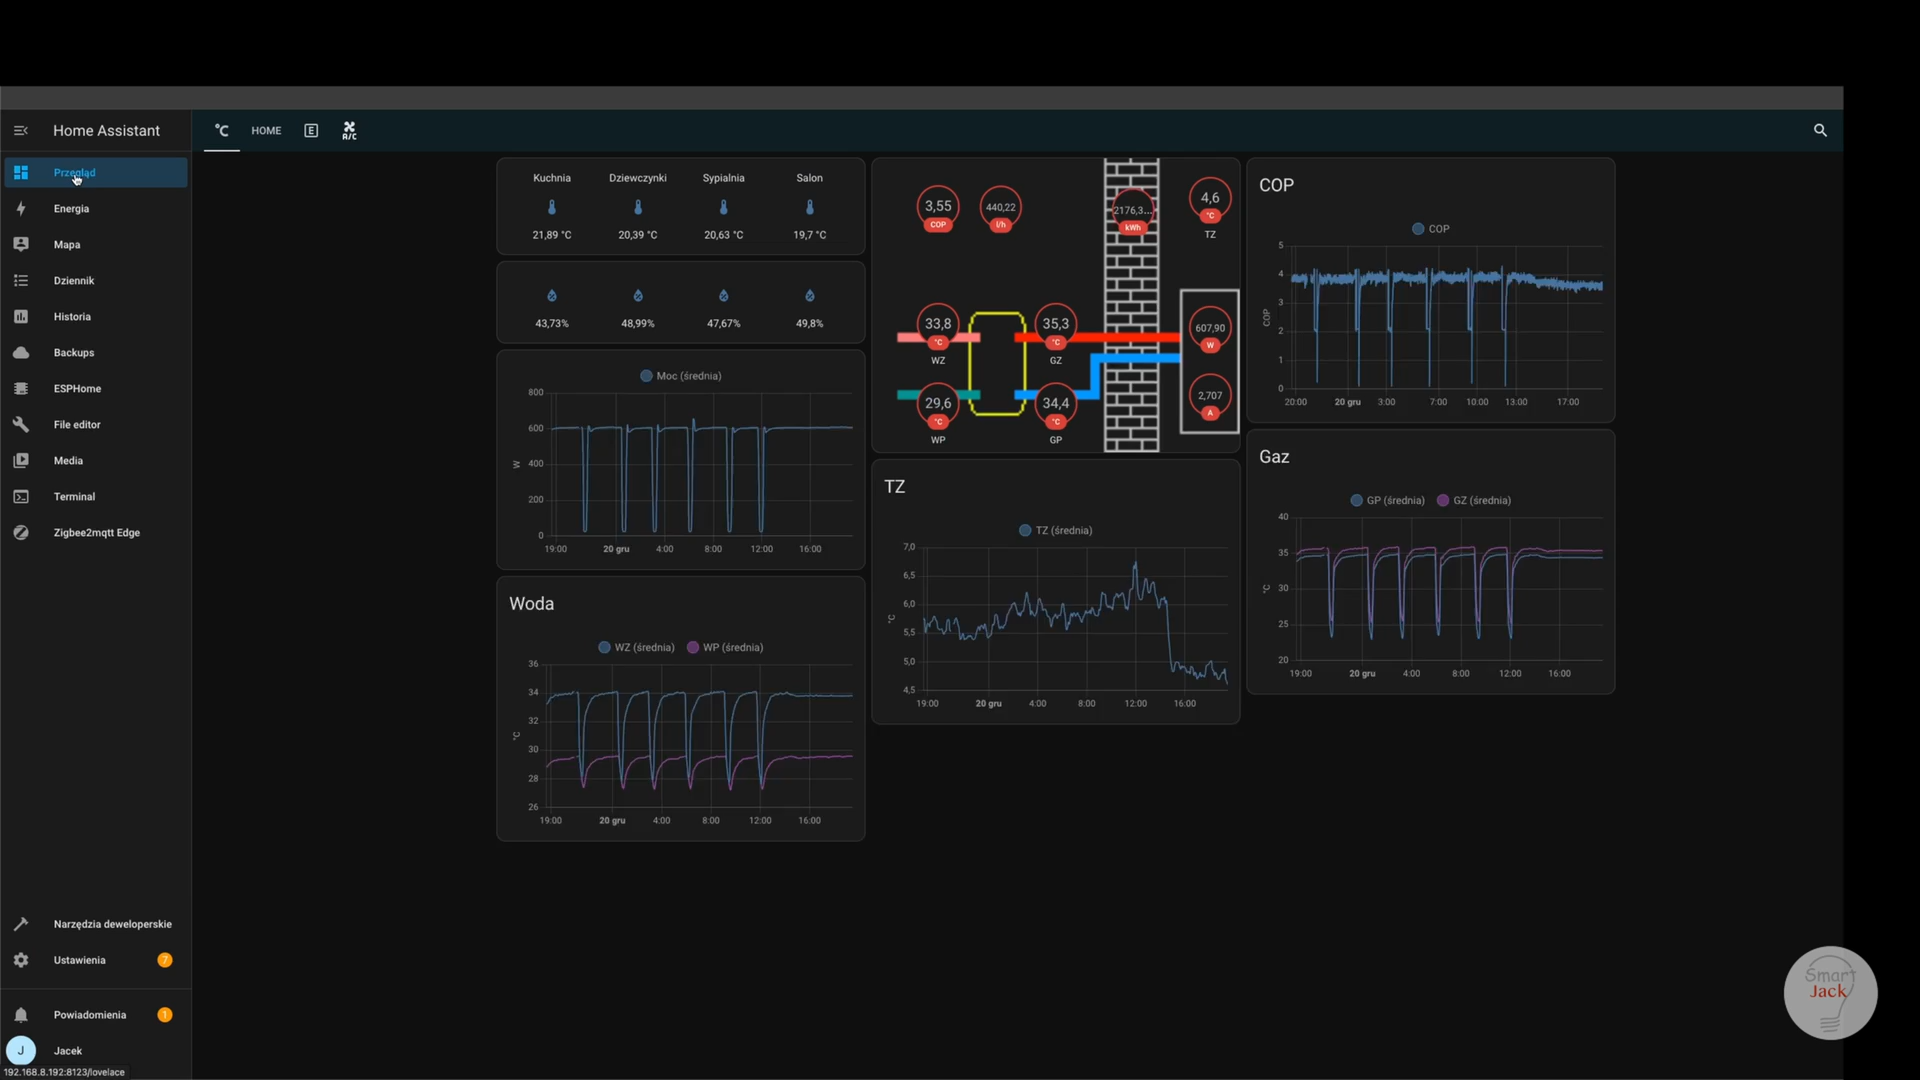 Home Assistant
HOME
E
A/C
°C
Przegląd
Energia
Mapa
Dziennik
Historia
Backups
ESPHome
File editor
Media
Terminal
Zigbee2mqtt Edge
Narzędzia deweloperskie
Ustawienia 7
Powiadomienia 1
J Jacek
192.168.8.192:8123/lovelace
Kuchnia Dziewczynki Sypialnia Salon
21,89 °C 20,39 °C 20,63 °C 19,7 °C
43,73% 48,99% 47,67% 49,8%
Moc (średnia)
800
600
400
200
0
W
19:00 20 gru 4:00 8:00 12:00 16:00
Woda
WZ (średnia) WP (średnia)
36
34
32
30
28
26
°C
19:00 20 gru 4:00 8:00 12:00 16:00
3,55 COP
440,22 l/h
2176,3... kWh
4,6 °C TZ
33,8 °C WZ
35,3 °C GZ
607,90 W
29,6 °C WP
34,4 °C GP
2,707 A
TZ
TZ (średnia)
7,0
6,5
6,0
5,5
5,0
4,5
°C
19:00 20 gru 4:00 8:00 12:00 16:00
COP
COP
5
4
3
2
1
0
COP
20:00 20 gru 3:00 7:00 10:00 13:00 17:00
Gaz
GP (średnia) GZ (średnia)
40
35
30
25
20
°C
19:00 20 gru 4:00 8:00 12:00 16:00
Smart
Jack